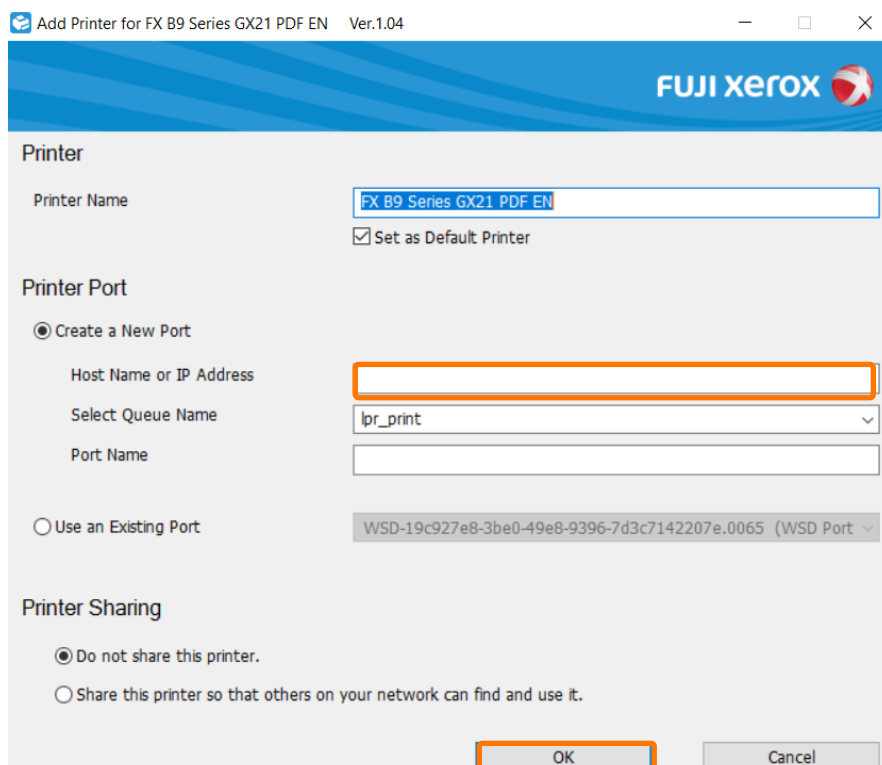 Add Printer for FX B9 Series GX21 PDF EN Ver.1.04
FUJI xerox
Printer
Printer Name
FX B9 Series GX21 PDF EN
Set as Default Printer
Printer Port
Create a New Port
Host Name or IP Address
Select Queue Name
lpr_print
Port Name
Use an Existing Port
WSD-19c927e8-3be0-49e8-9396-7d3c7142207e.0065 (WSD Port
Printer Sharing
Do not share this printer.
Share this printer so that others on your network can find and use it.
OK
Cancel